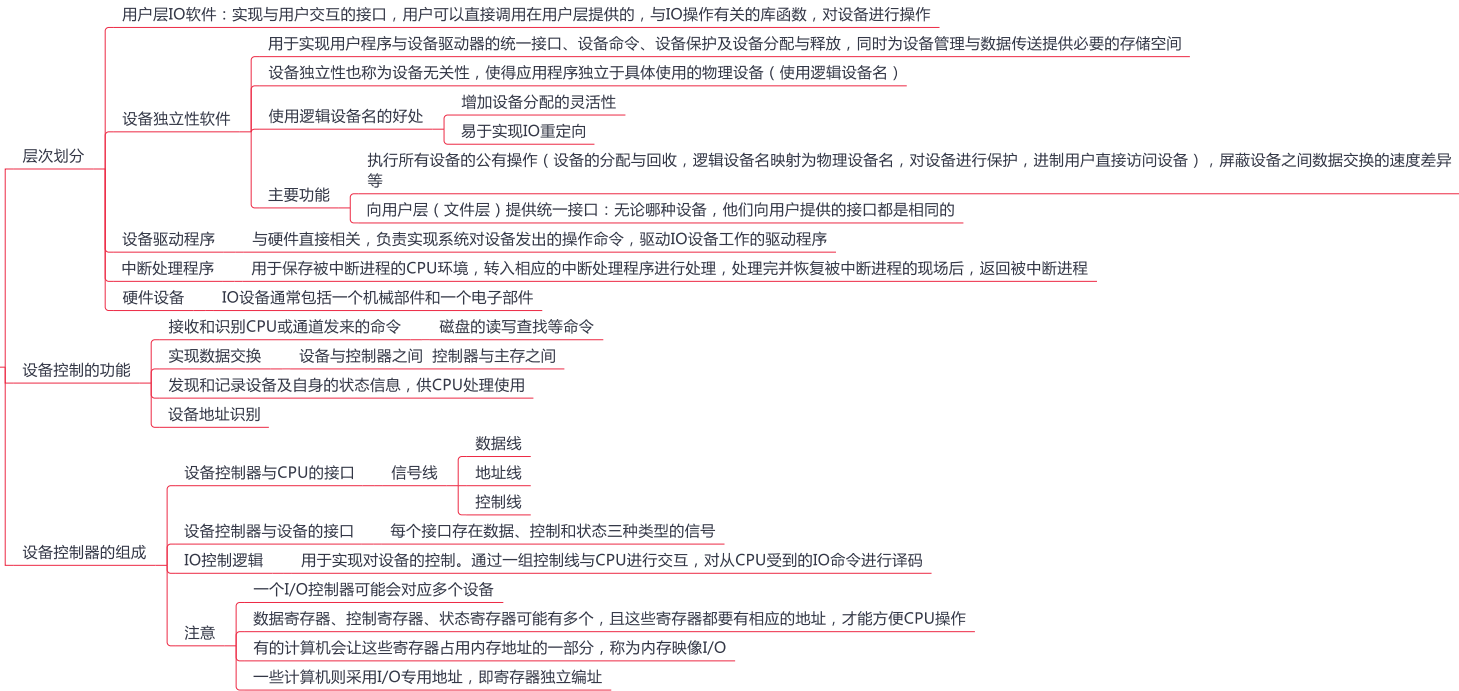 用户层IO软件：实现与用户交互的接口，用户可以直接调用在用户层提供的，与IO操作有关的库函数，对设备进行操作
用于实现用户程序与设备驱动器的统一接口、设备命令、设备保护及设备分配与释放，同时为设备管理与数据传送提供必要的存储空间
设备独立性也称为设备无关性，使得应用程序独立于具体使用的物理设备（使用逻辑设备名）
设备独立性软件
使用逻辑设备名的好处
增加设备分配的灵活性
易于实现IO重定向
层次划分
执行所有设备的公有操作（设备的分配与回收，逻辑设备名映射为物理设备名，对设备进行保护，进制用户直接访问设备），屏蔽设备之间数据交换的速度差异
等
主要功能
向用户层（文件层）提供统一接口：无论哪种设备，他们向用户提供的接口都是相同的
设备驱动程序 与硬件直接相关，负责实现系统对设备发出的操作命令，驱动IO设备工作的驱动程序
中断处理程序 用于保存被中断进程的CPU环境，转入相应的中断处理程序进行处理，处理完并恢复被中断进程的现场后，返回被中断进程
硬件设备 IO设备通常包括一个机械部件和一个电子部件
设备控制的功能
接收和识别CPU或通道发来的命令 磁盘的读写查找等命令
实现数据交换 设备与控制器之间 控制器与主存之间
发现和记录设备及自身的状态信息，供CPU处理使用
设备地址识别
设备控制器的组成
设备控制器与CPU的接口 信号线
数据线
地址线
控制线
设备控制器与设备的接口 每个接口存在数据、控制和状态三种类型的信号
IO控制逻辑 用于实现对设备的控制。通过一组控制线与CPU进行交互，对从CPU受到的IO命令进行译码
注意
一个I/O控制器可能会对应多个设备
数据寄存器、控制寄存器、状态寄存器可能有多个，且这些寄存器都要有相应的地址，才能方便CPU操作
有的计算机会让这些寄存器占用内存地址的一部分，称为内存映像I/O
一些计算机则采用I/O专用地址，即寄存器独立编址